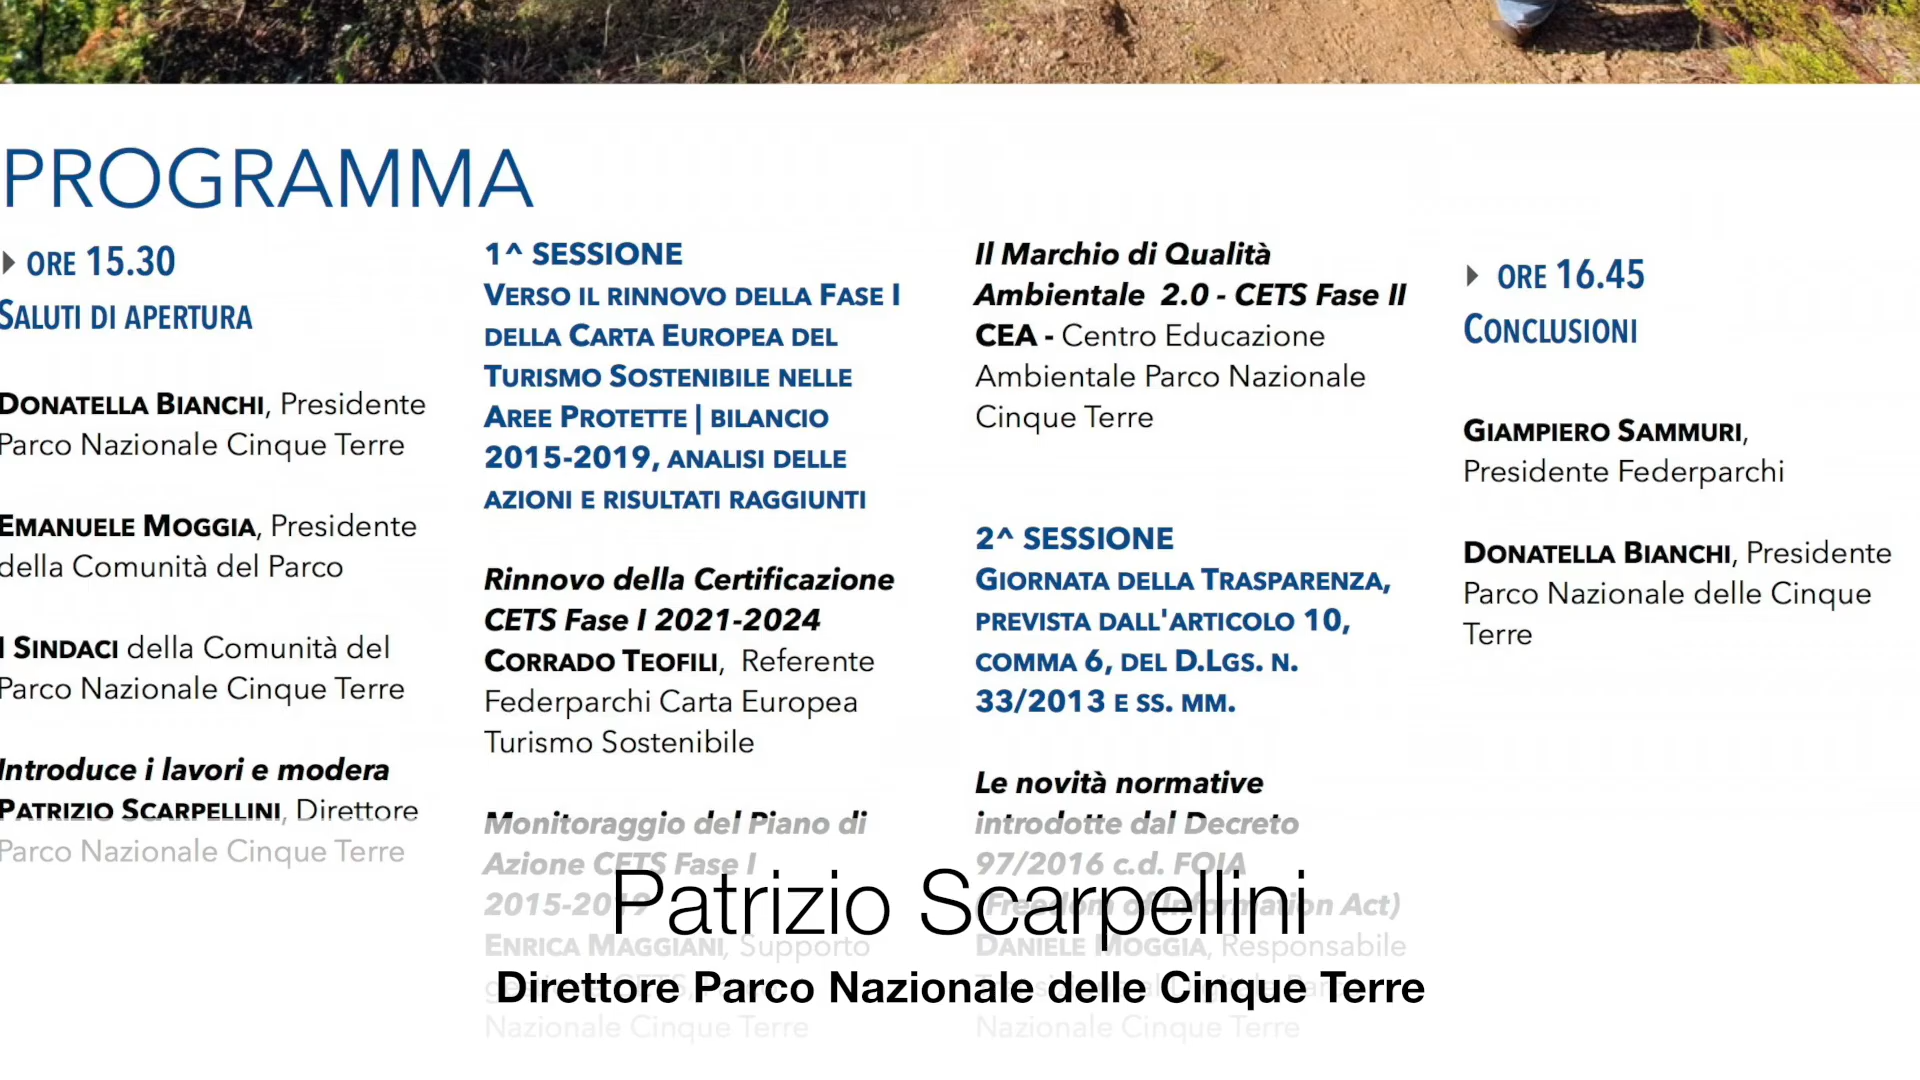 PROGRAMMA
ORE 15.30
SALUTI DI APERTURA
DONATELLA BIANCHI, Presidente
Parco Nazionale Cinque Terre
EMANUELE MOGGIA, Presidente
della Comunità del Parco
I SINDACI della Comunità del
Parco Nazionale Cinque Terre
Introduce i lavori e modera
PATRIZIO SCARPELLINI, Direttore
Parco Nazionale Cinque Terre
1^ SESSIONE
VERSO IL RINNOVO DELLA FASE I
DELLA CARTA EUROPEA DEL
TURISMO SOSTENIBILE NELLE
AREE PROTETTE | BILANCIO
2015-2019, ANALISI DELLE
AZIONI E RISULTATI RAGGIUNTI
Rinnovo della Certificazione
CETS Fase I 2021-2024
CORRADO TEOFILI, Referente
Federparchi Carta Europea
Turismo Sostenibile
Monitoraggio del Piano di
Azione CETS Fase I
2015-2019
ENRICA MAGGIANI, Supporto
Nazionale Cinque Terre
Il Marchio di Qualità
Ambientale 2.0 - CETS Fase II
CEA - Centro Educazione
Ambientale Parco Nazionale
Cinque Terre
2^ SESSIONE
GIORNATA DELLA TRASPARENZA,
PREVISTA DALL'ARTICOLO 10,
COMMA 6, DEL D.LGS. N.
33/2013 E SS. MM.
Le novità normative
introdotte dal Decreto
97/2016 c.d. FOIA
(Freedom of Information Act)
DANIELE MOGGIA, Responsabile
Nazionale Cinque Terre
ORE 16.45
CONCLUSIONI
GIAMPIERO SAMMURI,
Presidente Federparchi
DONATELLA BIANCHI, Presidente
Parco Nazionale delle Cinque
Terre
Patrizio Scarpellini
Direttore Parco Nazionale delle Cinque Terre